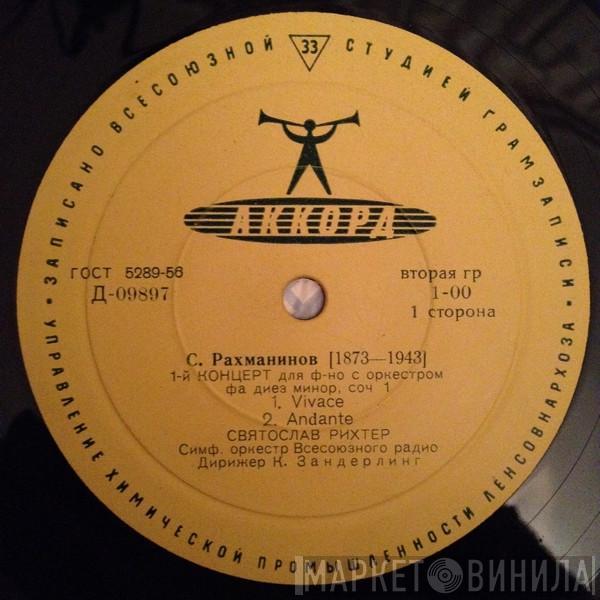 ЗАПИСАНО ВСЕСОЮЗНОЙ СТУДИЕЙ ГРАМЗАПИСИ •
33
УПРАВЛЕНИЕ ХИМИЧЕСКОЙ ПРОМЫШЛЕННОСТИ ЛЕНСОВНАРХОЗА •
АККОРД
ГОСТ 5289-56
Д-09897
вторая гр
1-00
1 сторона
С. Рахманинов [1873—1943]
1-й КОНЦЕРТ для ф-но с оркестром
фа диез минор, соч 1
1. Vivace
2. Andante
СВЯТОСЛАВ РИХТЕР
Симф. оркестр Всесоюзного радио
Дирижер К. Зандерлинг
МАРКЕТ ВИНИЛА